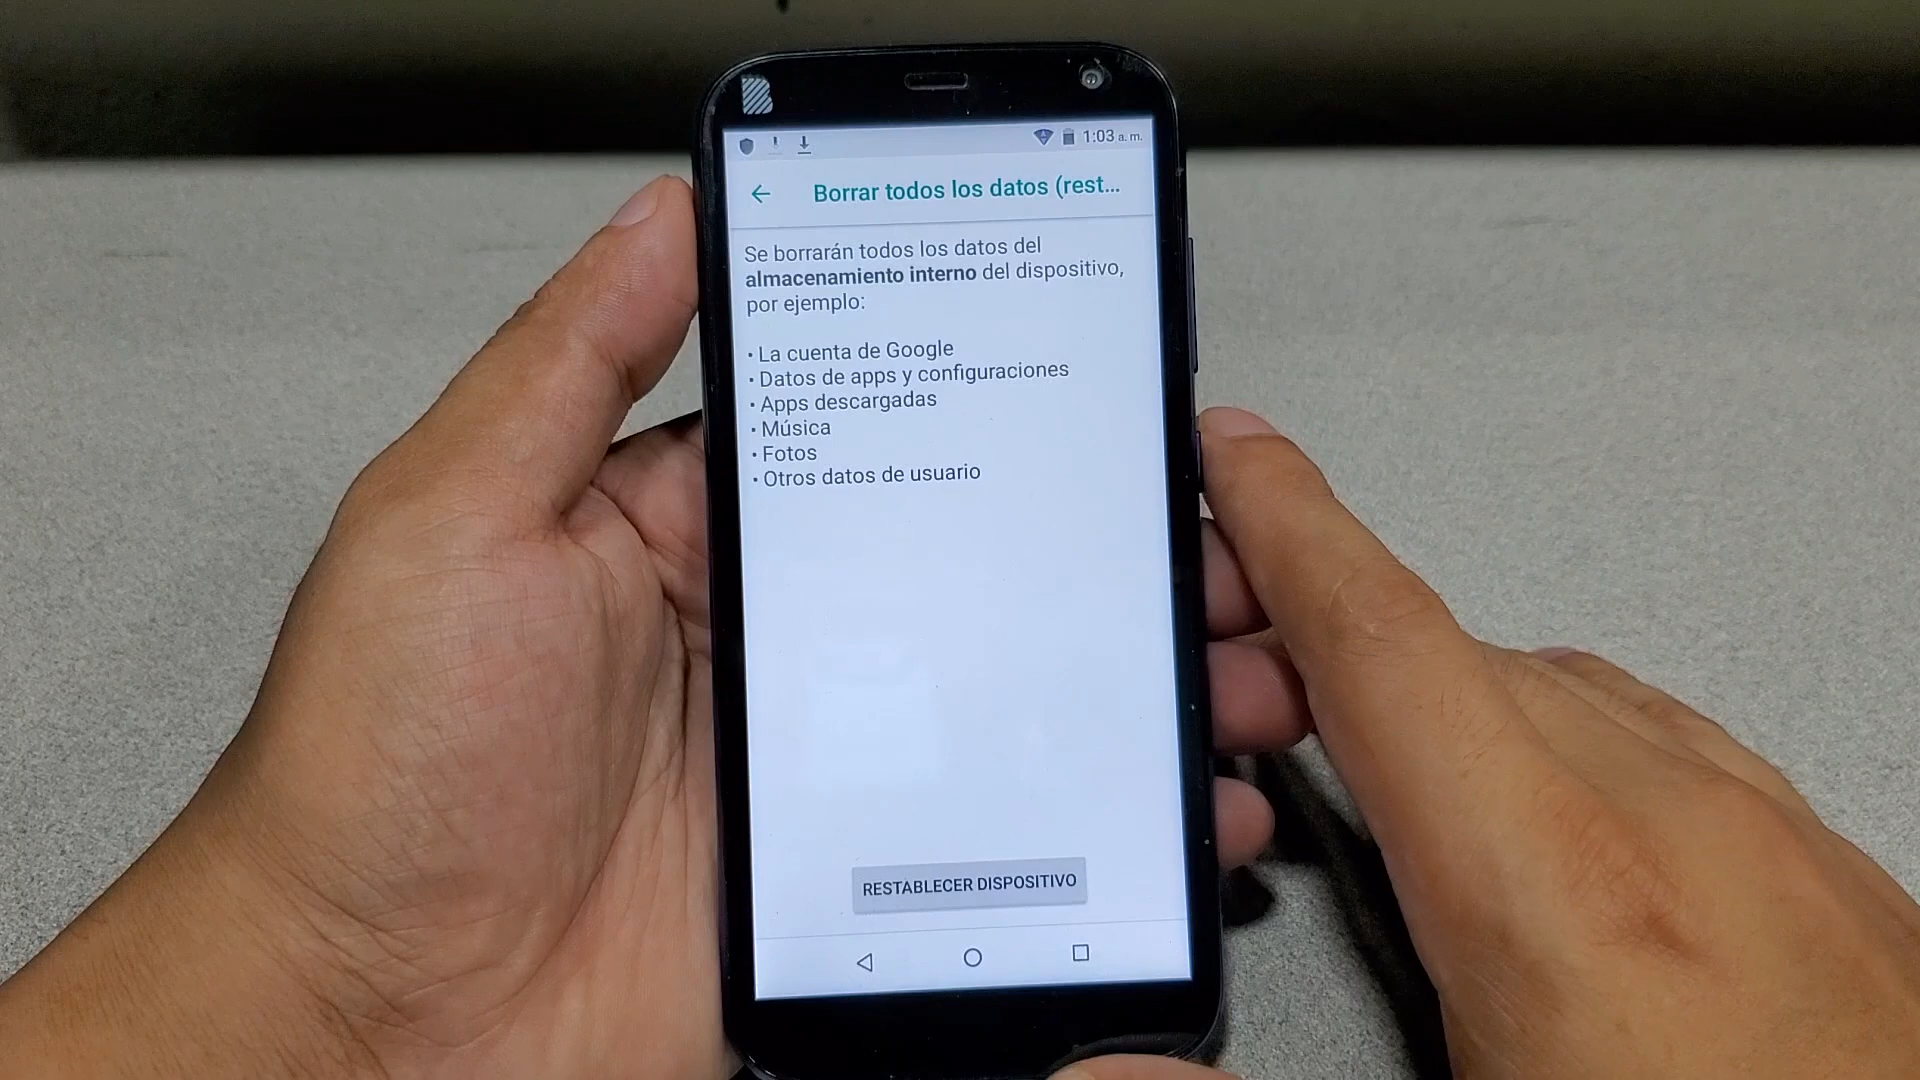 B
1:03 a. m.
Borrar todos los datos (rest...
Se borrarán todos los datos del
almacenamiento interno del dispositivo,
por ejemplo:
• La cuenta de Google
• Datos de apps y configuraciones
• Apps descargadas
• Música
• Fotos
• Otros datos de usuario
RESTABLECER DISPOSITIVO